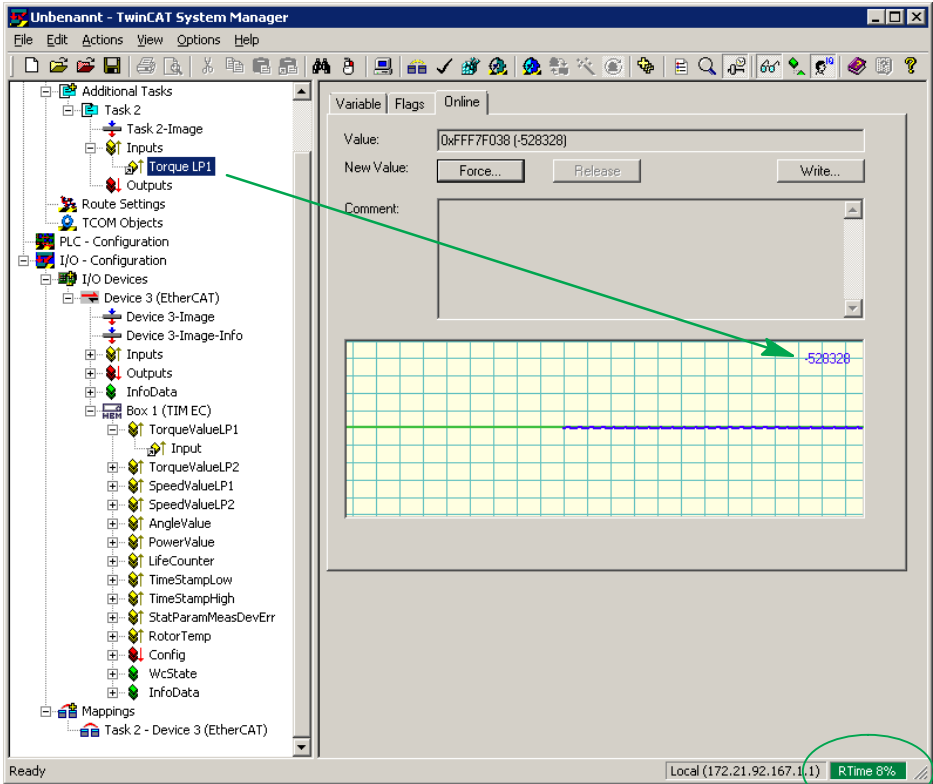 Unbenannt - TwinCAT System Manager
File Edit Actions View Options Help
Additional Tasks
Task 2
Task 2-Image
Inputs
Torque LP1
Outputs
Route Settings
TCOM Objects
PLC - Configuration
I/O - Configuration
I/O Devices
Device 3 (EtherCAT)
Device 3-Image
Device 3-Image-Info
Inputs
Outputs
InfoData
Box 1 (TIM EC)
TorqueValueLP1
Input
TorqueValueLP2
SpeedValueLP1
SpeedValueLP2
AngleValue
PowerValue
LifeCounter
TimeStampLow
TimeStampHigh
StatParamMeasDevErr
RotorTemp
Config
WcState
InfoData
Mappings
Task 2 - Device 3 (EtherCAT)
Variable Flags Online
Value: 0xFFF7F038 (-528328)
New Value: Force... Release Write...
Comment:
-528328
Ready Local (172.21.92.167.1.1) RTime 8%